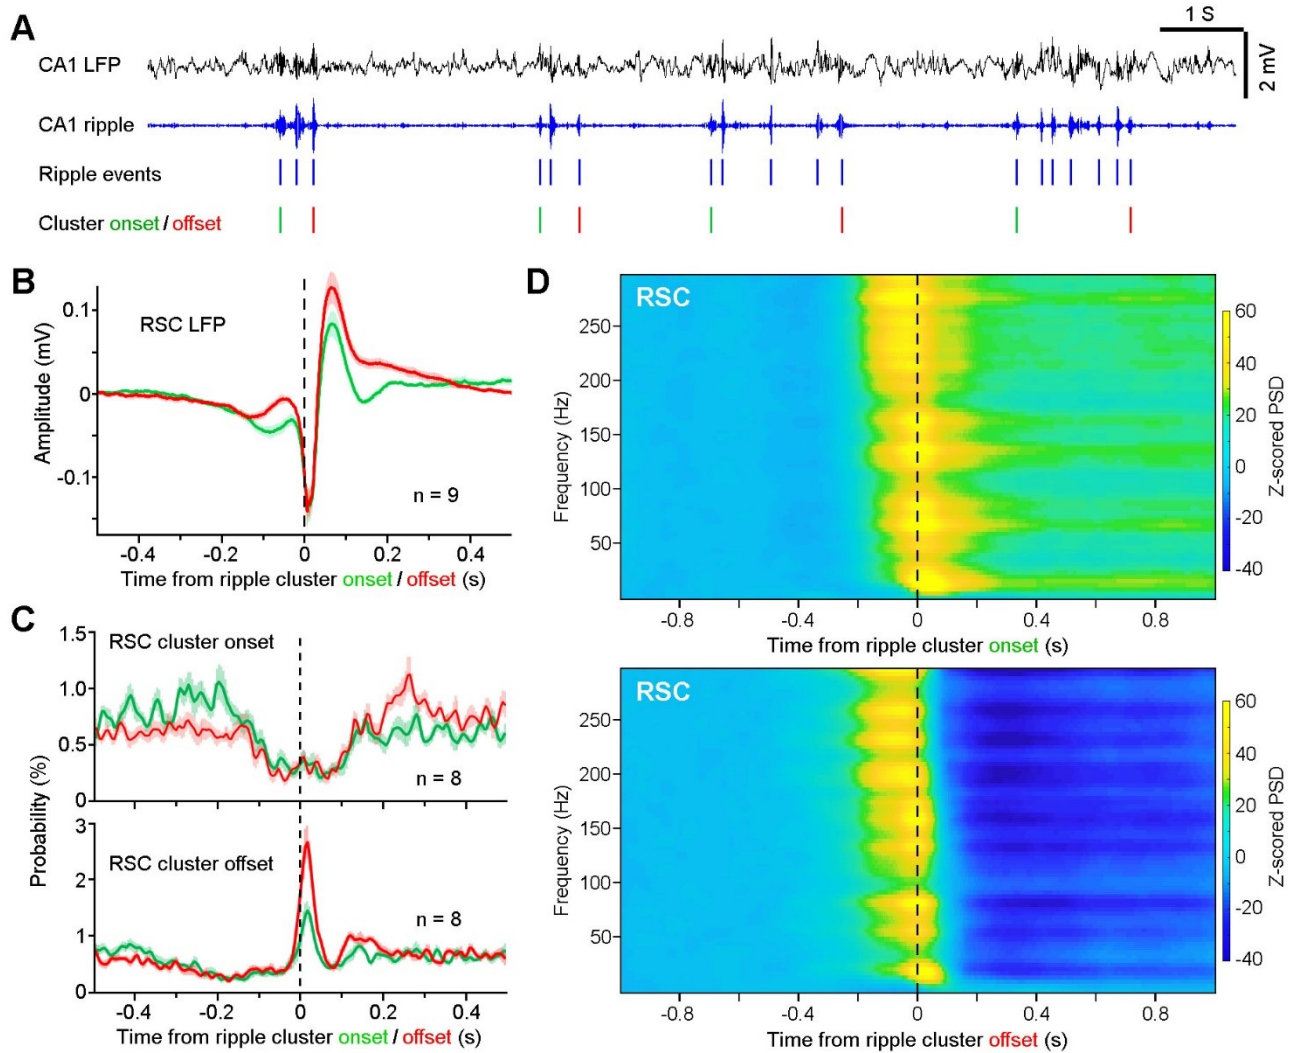 A
1 S
CA1 LFP
2 mV
CA1 ripple
Ripple events
Cluster onset / offset
B
RSC LFP
0.1
0
-0.1
Amplitude (mV)
n = 9
-0.4 -0.2 0 0.2 0.4
Time from ripple cluster onset / offset (s)
C
1.5
RSC cluster onset
1.0
0.5
n = 8
0
Probability (%)
3
RSC cluster offset
2
n = 8
1
0
-0.4 -0.2 0 0.2 0.4
Time from ripple cluster onset / offset (s)
D
RSC
250
200
150
100
50
Frequency (Hz)
-0.8 -0.4 0 0.4 0.8
Time from ripple cluster onset (s)
60
40
20
0
-20
-40
Z-scored PSD
RSC
250
200
150
100
50
Frequency (Hz)
-0.8 -0.4 0 0.4 0.8
Time from ripple cluster offset (s)
60
40
20
0
-20
-40
Z-scored PSD